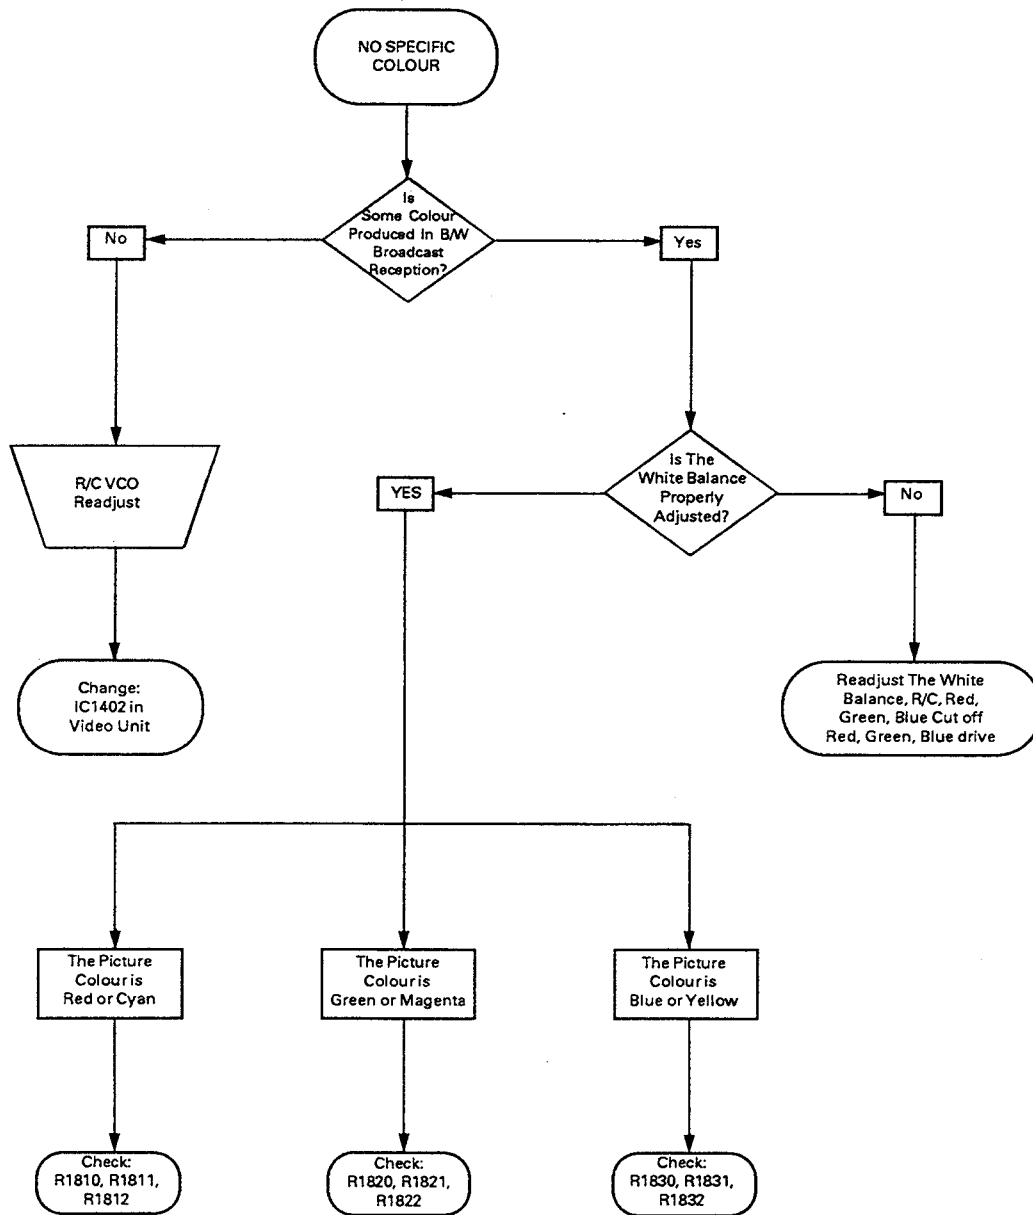 NO SPECIFIC
COLOUR
Is
Some Colour
Produced In B/W
Broadcast
Reception?
No
Yes
R/C VCO
Readjust
Is The
White Balance
Properly
Adjusted?
YES
No
Change:
IC1402 in
Video Unit
Readjust The White
Balance, R/C, Red,
Green, Blue Cut off
Red, Green, Blue drive
The Picture
Colour is
Red or Cyan
The Picture
Colour is
Green or Magenta
The Picture
Colour is
Blue or Yellow
Check:
R1810, R1811,
R1812
Check:
R1820, R1821,
R1822
Check:
R1830, R1831,
R1832